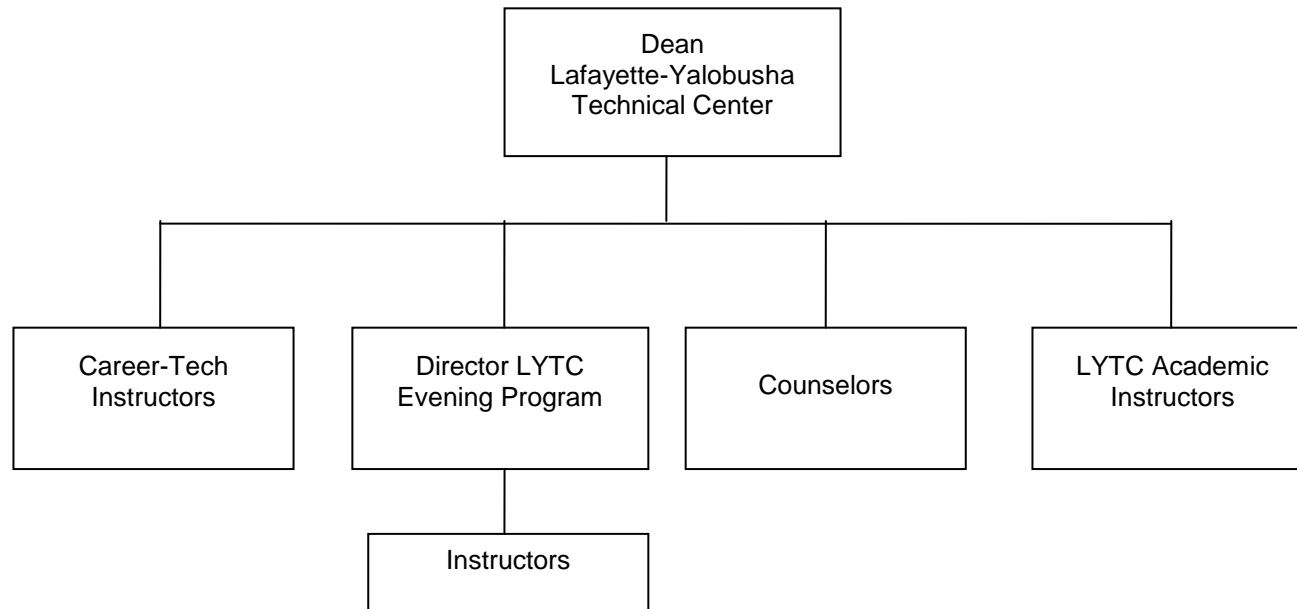 Dean
Lafayette-Yalobusha
Technical Center
Career-Tech
Instructors
Director LYTC
Evening Program
Counselors
LYTC Academic
Instructors
Instructors